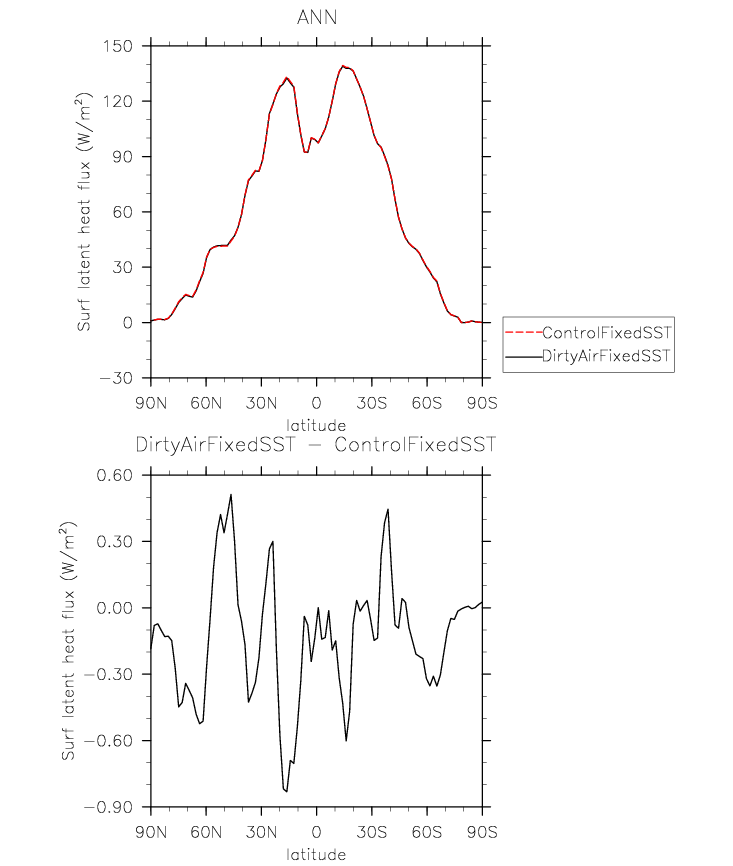 ANN
Surf latent heat flux (W/m²)
150
120
90
60
30
0
−30
90N 60N 30N 0 30S 60S 90S
latitude
ControlFixedSST
DirtyAirFixedSST
DirtyAirFixedSST − ControlFixedSST
Surf latent heat flux (W/m²)
0.60
0.30
0.00
−0.30
−0.60
−0.90
90N 60N 30N 0 30S 60S 90S
latitude